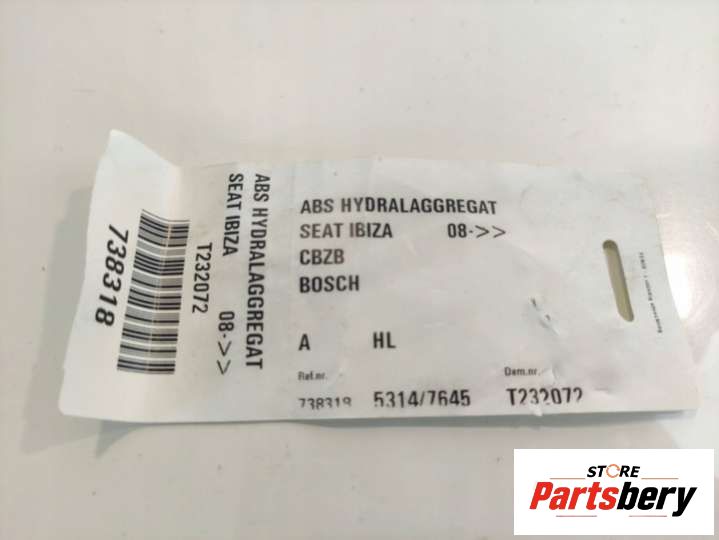 ABS HYDRALAGGREGAT
SEAT IBIZA 08->>
CBZB
BOSCH
A HL
Ref.nr. Dem.nr.
738318 5314/7645 T232072
ABS HYDRALAGGREGAT
SEAT IBIZA 08->>
T232072
738318
STORE
Partsbery